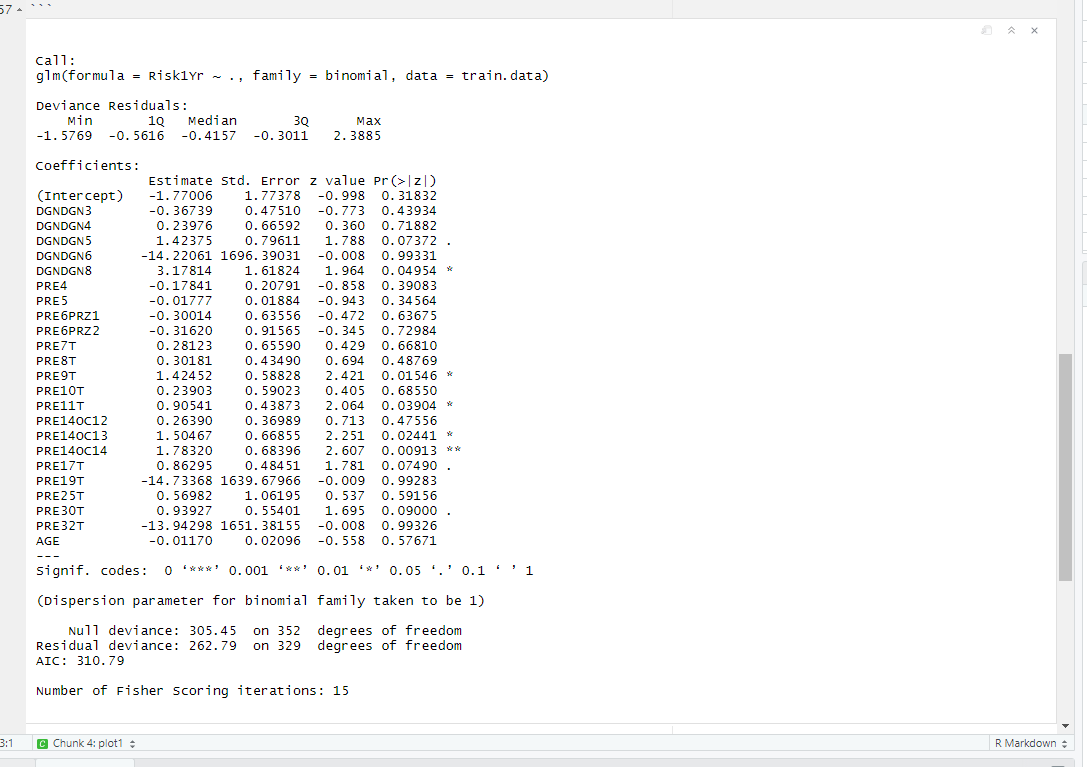 57 ```
Call:
glm(formula = Risk1Yr ~ ., family = binomial, data = train.data)
Deviance Residuals:
    Min       1Q   Median       3Q      Max
-1.5769  -0.5616  -0.4157  -0.3011   2.3885
Coefficients:
              Estimate Std. Error z value Pr(>|z|)
(Intercept)   -1.77006    1.77378  -0.998  0.31832
DGNDGN3       -0.36739    0.47510  -0.773  0.43934
DGNDGN4        0.23976    0.66592   0.360  0.71882
DGNDGN5        1.42375    0.79611   1.788  0.07372 .
DGNDGN6      -14.22061 1696.39031  -0.008  0.99331
DGNDGN8        3.17814    1.61824   1.964  0.04954 *
PRE4          -0.17841    0.20791  -0.858  0.39083
PRE5          -0.01777    0.01884  -0.943  0.34564
PRE6PRZ1      -0.30014    0.63556  -0.472  0.63675
PRE6PRZ2      -0.31620    0.91565  -0.345  0.72984
PRE7T          0.28123    0.65590   0.429  0.66810
PRE8T          0.30181    0.43490   0.694  0.48769
PRE9T          1.42452    0.58828   2.421  0.01546 *
PRE10T         0.23903    0.59023   0.405  0.68550
PRE11T         0.90541    0.43873   2.064  0.03904 *
PRE14OC12      0.26390    0.36989   0.713  0.47556
PRE14OC13      1.50467    0.66855   2.251  0.02441 *
PRE14OC14      1.78320    0.68396   2.607  0.00913 **
PRE17T         0.86295    0.48451   1.781  0.07490 .
PRE19T       -14.73368 1639.67966  -0.009  0.99283
PRE25T         0.56982    1.06195   0.537  0.59156
PRE30T         0.93927    0.55401   1.695  0.09000 .
PRE32T       -13.94298 1651.38155  -0.008  0.99326
AGE           -0.01170    0.02096  -0.558  0.57671
---
Signif. codes:  0 ‘***’ 0.001 ‘**’ 0.01 ‘*’ 0.05 ‘.’ 0.1 ‘ ’ 1
(Dispersion parameter for binomial family taken to be 1)
    Null deviance: 305.45  on 352  degrees of freedom
Residual deviance: 262.79  on 329  degrees of freedom
AIC: 310.79
Number of Fisher Scoring iterations: 15
3:1 C Chunk 4: plot1 R Markdown